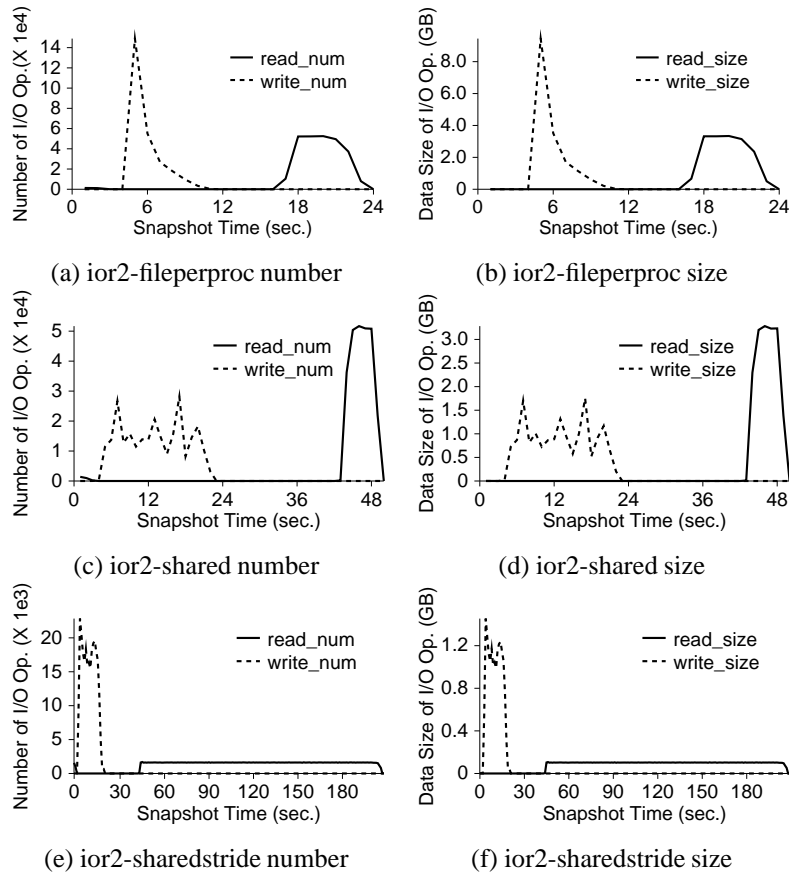 Number of I/O Op.(X 1e4)
14
12
10
8
6
4
2
0
read_num
write_num
0 6 12 18 24
Snapshot Time (sec.)
(a) ior2-fileperproc number
Data Size of I/O Op. (GB)
8.0
6.0
4.0
2.0
0
read_size
write_size
0 6 12 18 24
Snapshot Time (sec.)
(b) ior2-fileperproc size
Number of I/O Op. (X 1e4)
5
4
3
2
1
0
read_num
write_num
0 12 24 36 48
Snapshot Time (sec.)
(c) ior2-shared number
Data Size of I/O Op. (GB)
3.0
2.5
2.0
1.5
1.0
0.5
0
read_size
write_size
0 12 24 36 48
Snapshot Time (sec.)
(d) ior2-shared size
Number of I/O Op. (X 1e3)
20
15
10
5
0
read_num
write_num
0 30 60 90 120 150 180
Snapshot Time (sec.)
(e) ior2-sharedstride number
Data Size of I/O Op. (GB)
1.2
0.8
0.4
0
read_size
write_size
0 30 60 90 120 150 180
Snapshot Time (sec.)
(f) ior2-sharedstride size